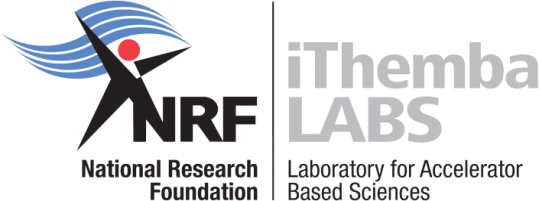 NRF
National Research
Foundation
iThemba
LABS
Laboratory for Accelerator
Based Sciences